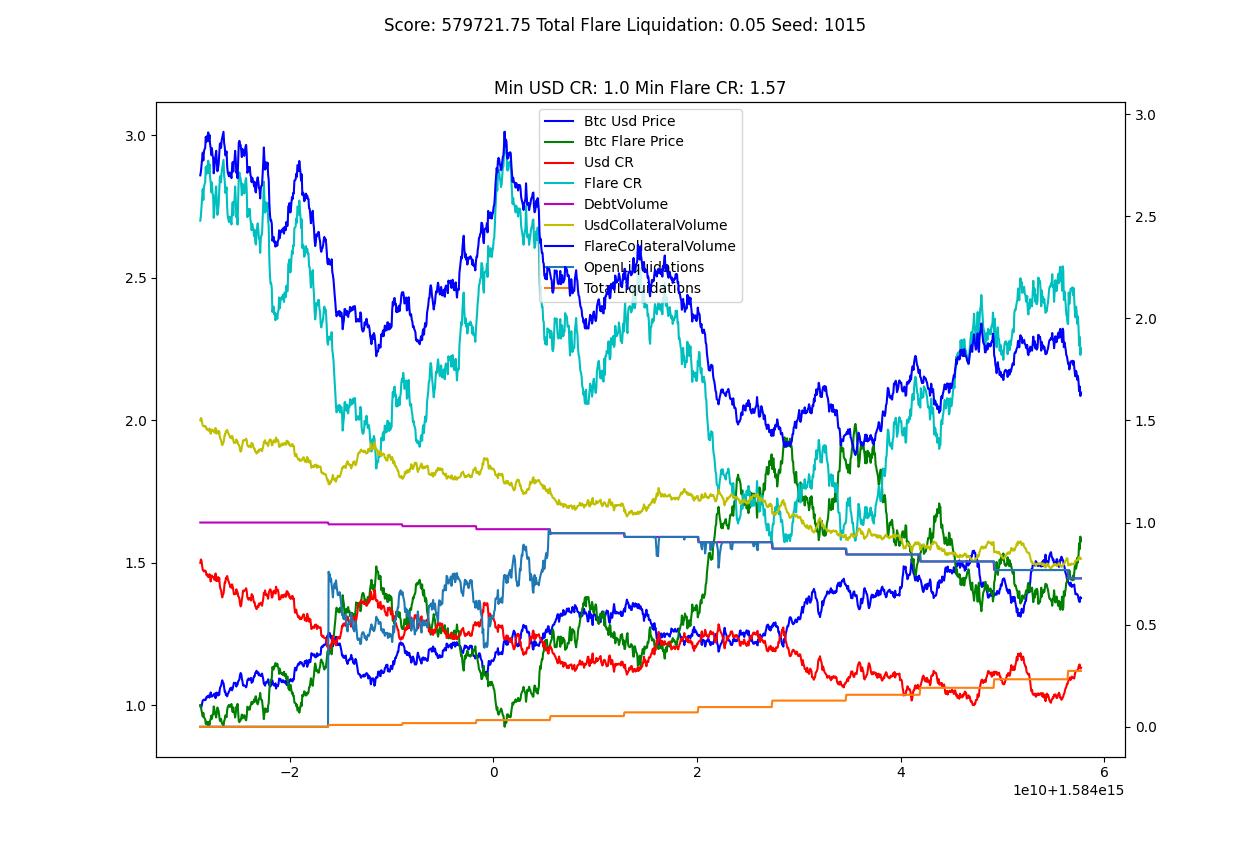 Score: 579721.75 Total Flare Liquidation: 0.05 Seed: 1015
Min USD CR: 1.0 Min Flare CR: 1.57
Btc Usd Price
Btc Flare Price
Usd CR
Flare CR
DebtVolume
UsdCollateralVolume
FlareCollateralVolume
OpenLiquidations
TotalLiquidations
3.0
2.5
2.0
1.5
1.0
3.0
2.5
2.0
1.5
1.0
0.5
0.0
−2 0 2 4 6
1e10+1.584e15